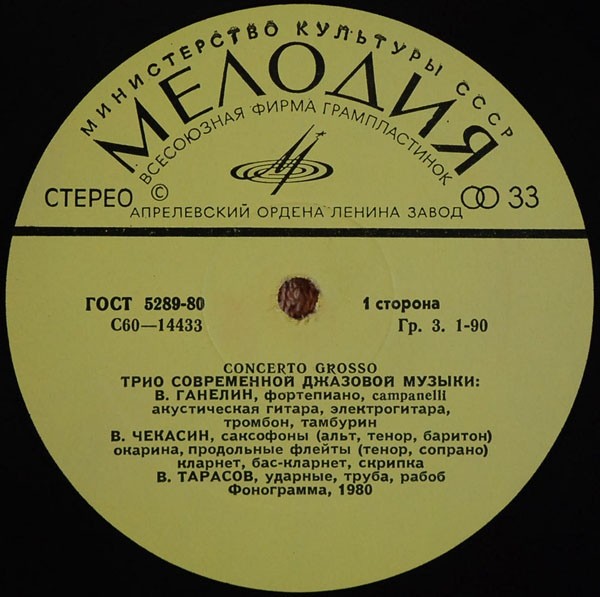 МИНИСТЕРСТВО КУЛЬТУРЫ СССР
МЕЛОДИЯ
ВСЕСОЮЗНАЯ ФИРМА ГРАМПЛАСТИНОК
СТЕРЕО © 33
АПРЕЛЕВСКИЙ ОРДЕНА ЛЕНИНА ЗАВОД
ГОСТ 5289-80 1 сторона
С60—14433 Гр. 3. 1-90
CONCERTO GROSSO
ТРИО СОВРЕМЕННОЙ ДЖАЗОВОЙ МУЗЫКИ:
В. ГАНЕЛИН, фортепиано, campanelli
акустическая гитара, электрогитара,
тромбон, тамбурин
В. ЧЕКАСИН, саксофоны (альт, тенор, баритон)
окарина, продольные флейты (тенор, сопрано)
кларнет, бас-кларнет, скрипка
В. ТАРАСОВ, ударные, труба, рабоб
Фонограмма, 1980